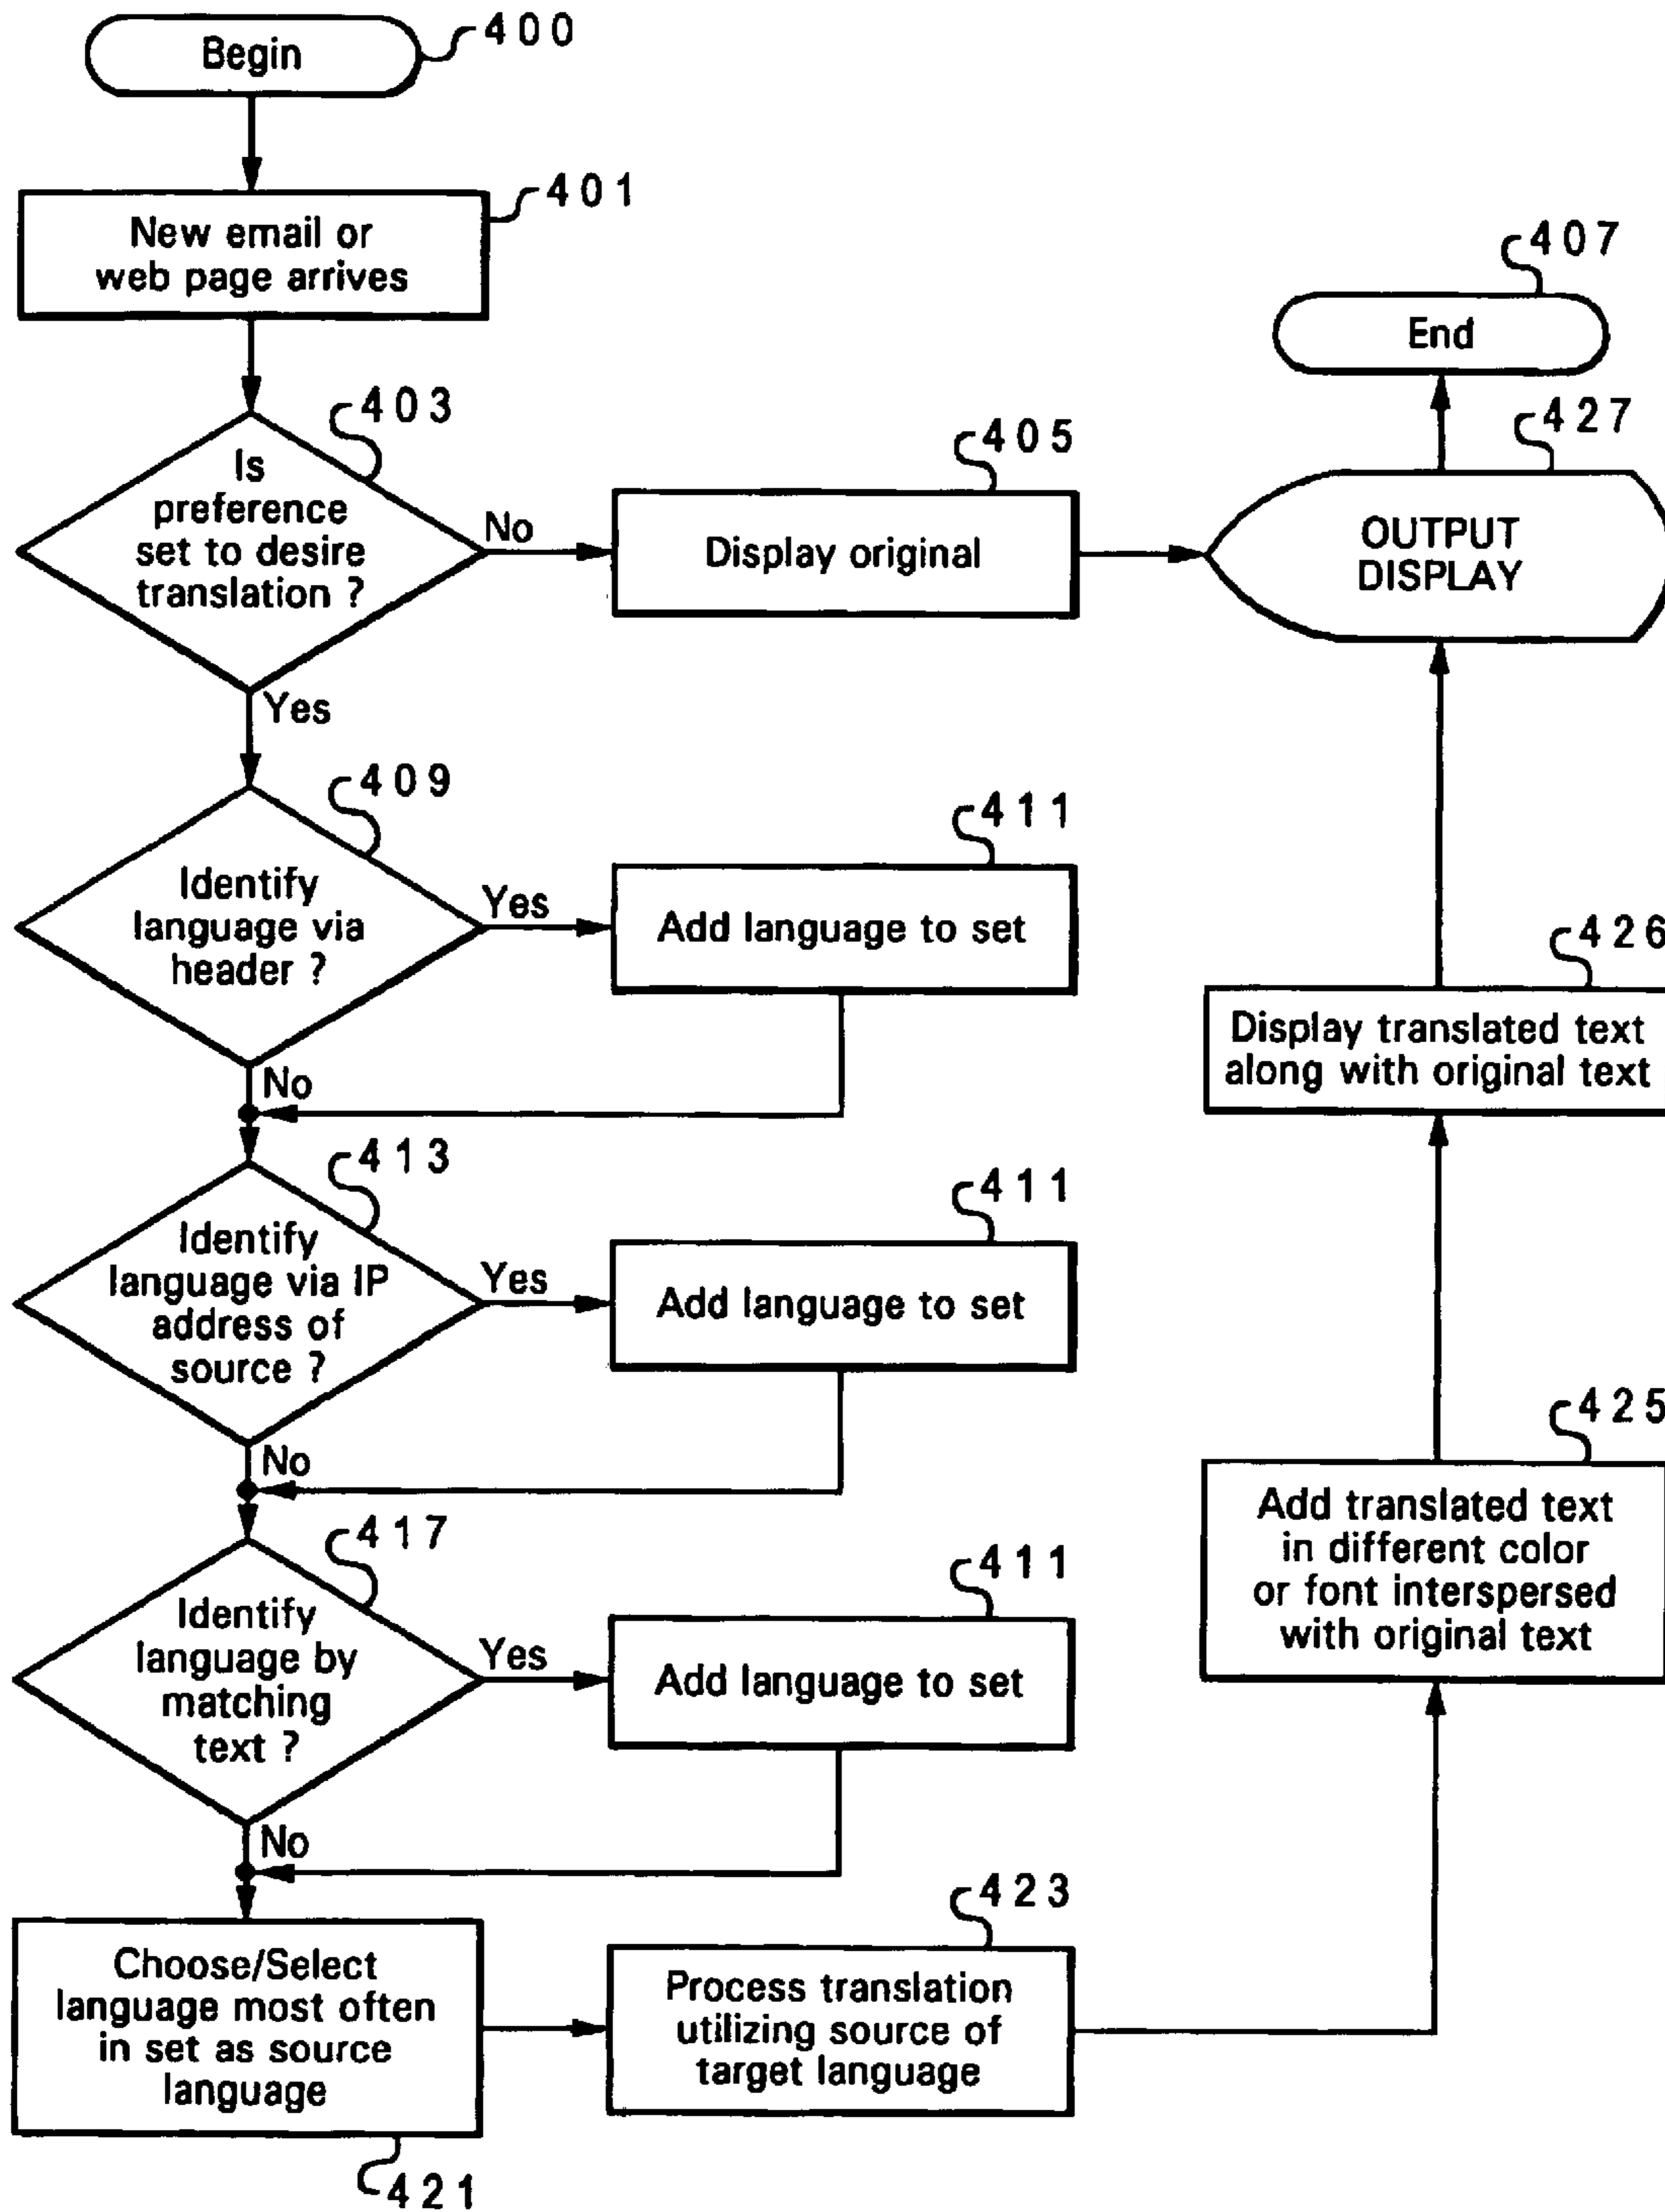 Begin
400
New email or
web page arrives
401
Is
preference
set to desire
translation ?
403
No
Yes
Display original
405
OUTPUT
DISPLAY
427
End
407
Identify
language via
header ?
409
Yes
No
Add language to set
411
Identify
language via IP
address of
source ?
413
Yes
No
Add language to set
411
Identify
language by
matching
text ?
417
Yes
No
Add language to set
411
Choose/Select
language most often
in set as source
language
421
Process translation
utilizing source of
target language
423
Add translated text
in different color
or font interspersed
with original text
425
Display translated text
along with original text
426